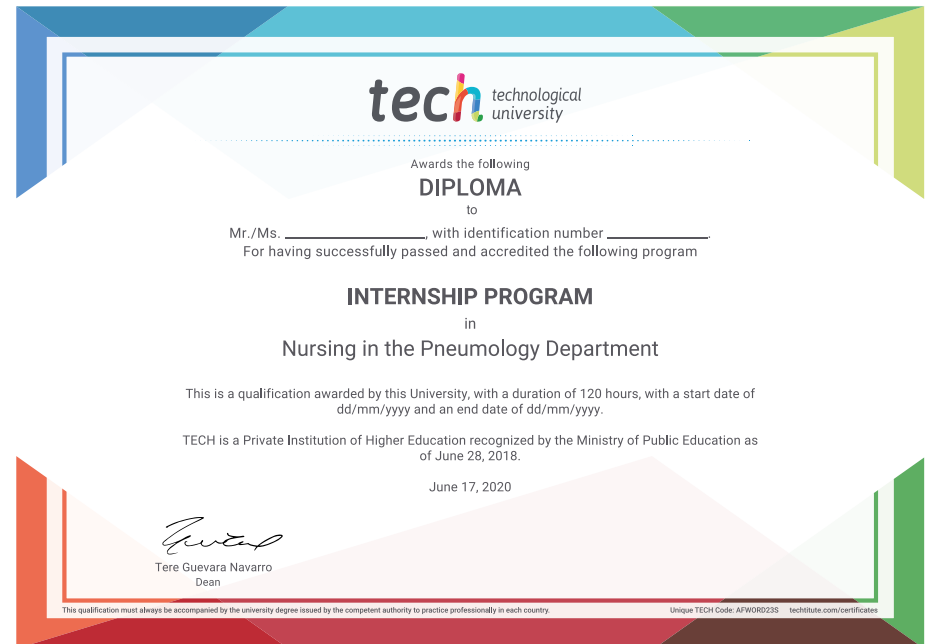 tech technological
university
Awards the following
DIPLOMA
to
Mr./Ms. ____________________, with identification number ______________.
For having successfully passed and accredited the following program
INTERNSHIP PROGRAM
in
Nursing in the Pneumology Department
This is a qualification awarded by this University, with a duration of 120 hours, with a start date of
dd/mm/yyyy and an end date of dd/mm/yyyy.
TECH is a Private Institution of Higher Education recognized by the Ministry of Public Education as
of June 28, 2018.
June 17, 2020
Tere Guevara Navarro
Dean
This qualification must always be accompanied by the university degree issued by the competent authority to practice professionally in each country.
Unique TECH Code: AFWORD23S techtitute.com/certificates